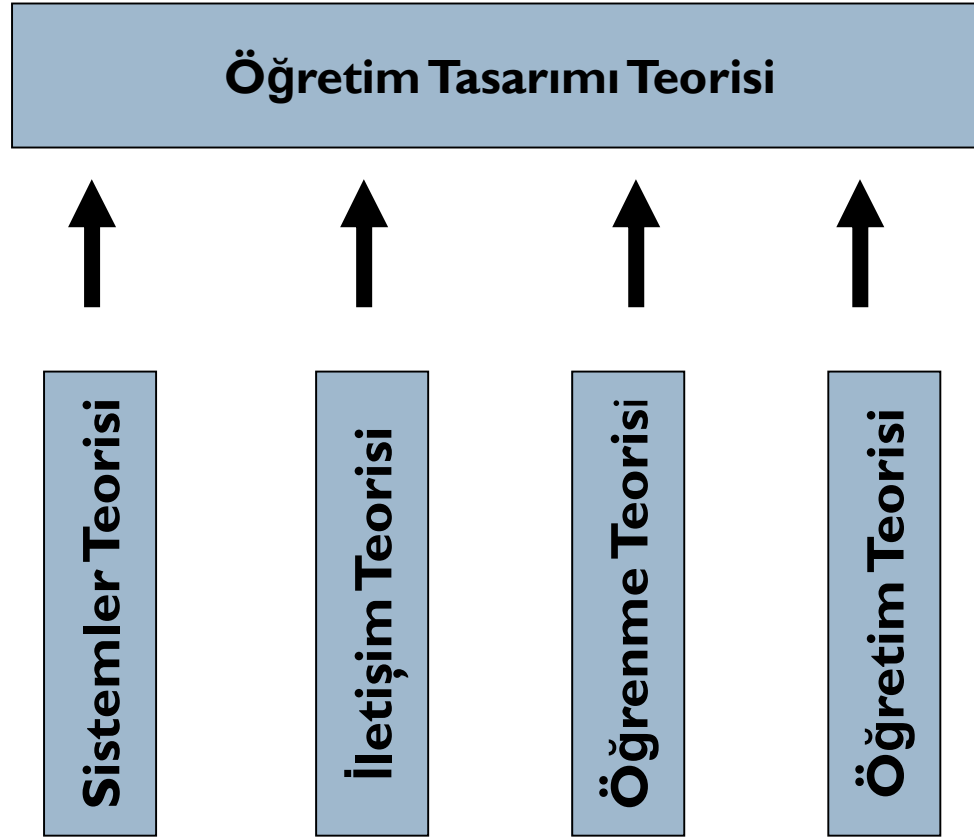 Öğretim Tasarımı Teorisi
Sistemler Teorisi
İletişim Teorisi
Öğrenme Teorisi
Öğretim Teorisi